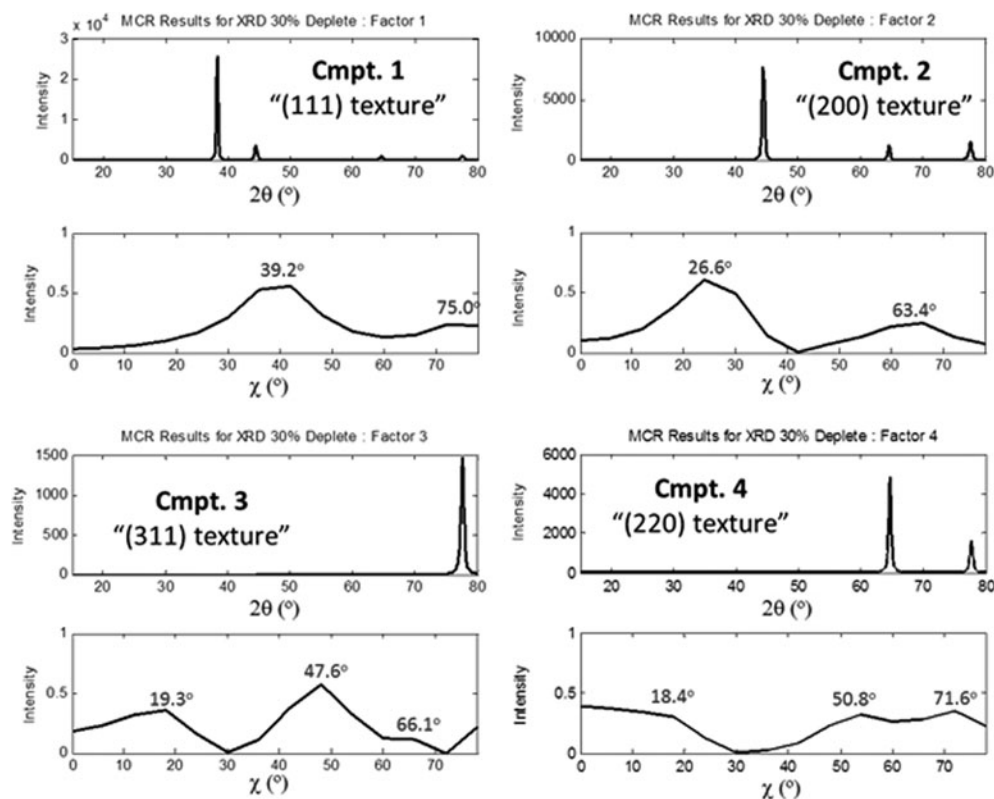 MCR Results for XRD 30% Deplete : Factor 1
x 10⁴
3
2
1
0
Intensity
Cmpt. 1
“(111) texture”
20 30 40 50 60 70 80
2θ (°)
1
0.5
0
Intensity
39.2°
75.0°
0 10 20 30 40 50 60 70
χ (°)
MCR Results for XRD 30% Deplete : Factor 2
10000
5000
0
Intensity
Cmpt. 2
“(200) texture”
20 30 40 50 60 70 80
2θ (°)
1
0.5
0
Intensity
26.6°
63.4°
0 10 20 30 40 50 60 70
χ (°)
MCR Results for XRD 30% Deplete : Factor 3
1500
1000
500
0
Intensity
Cmpt. 3
“(311) texture”
20 30 40 50 60 70 80
2θ (°)
1
0.5
0
Intensity
19.3°
47.6°
66.1°
0 10 20 30 40 50 60 70
χ (°)
MCR Results for XRD 30% Deplete : Factor 4
6000
4000
2000
0
Intensity
Cmpt. 4
“(220) texture”
20 30 40 50 60 70 80
2θ (°)
1
0.5
0
Intensity
18.4°
50.8°
71.6°
0 10 20 30 40 50 60 70
χ (°)